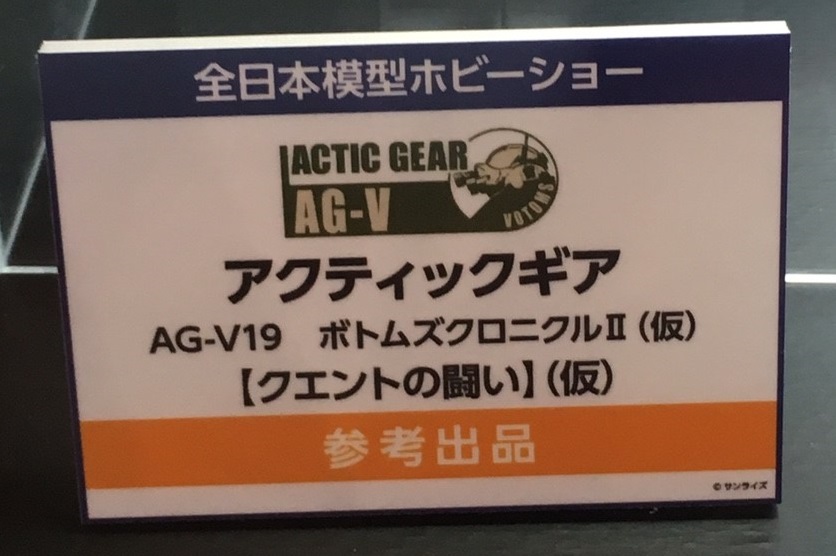 全日本模型ホビーショー
ACTIC GEAR
AG-V
VOTOMS
アクティックギア
AG-V19　ボトムズクロニクルⅡ（仮）
【クエントの闘い】（仮）
参考出品
©サンライズ